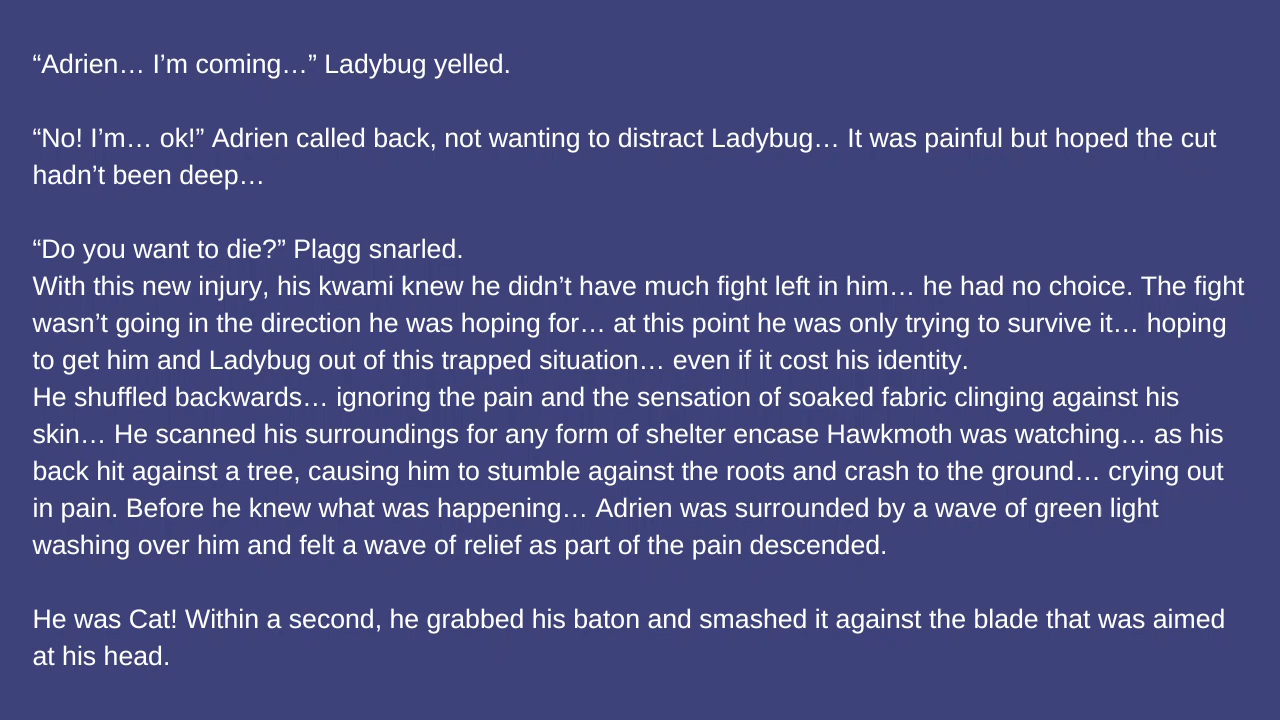 “Adrien… I’m coming…” Ladybug yelled.
“No! I’m… ok!” Adrien called back, not wanting to distract Ladybug… It was painful but hoped the cut
hadn’t been deep…
“Do you want to die?” Plagg snarled.
With this new injury, his kwami knew he didn’t have much fight left in him… he had no choice. The fight
wasn’t going in the direction he was hoping for… at this point he was only trying to survive it… hoping
to get him and Ladybug out of this trapped situation… even if it cost his identity.
He shuffled backwards… ignoring the pain and the sensation of soaked fabric clinging against his
skin… He scanned his surroundings for any form of shelter encase Hawkmoth was watching… as his
back hit against a tree, causing him to stumble against the roots and crash to the ground… crying out
in pain. Before he knew what was happening… Adrien was surrounded by a wave of green light
washing over him and felt a wave of relief as part of the pain descended.
He was Cat! Within a second, he grabbed his baton and smashed it against the blade that was aimed
at his head.